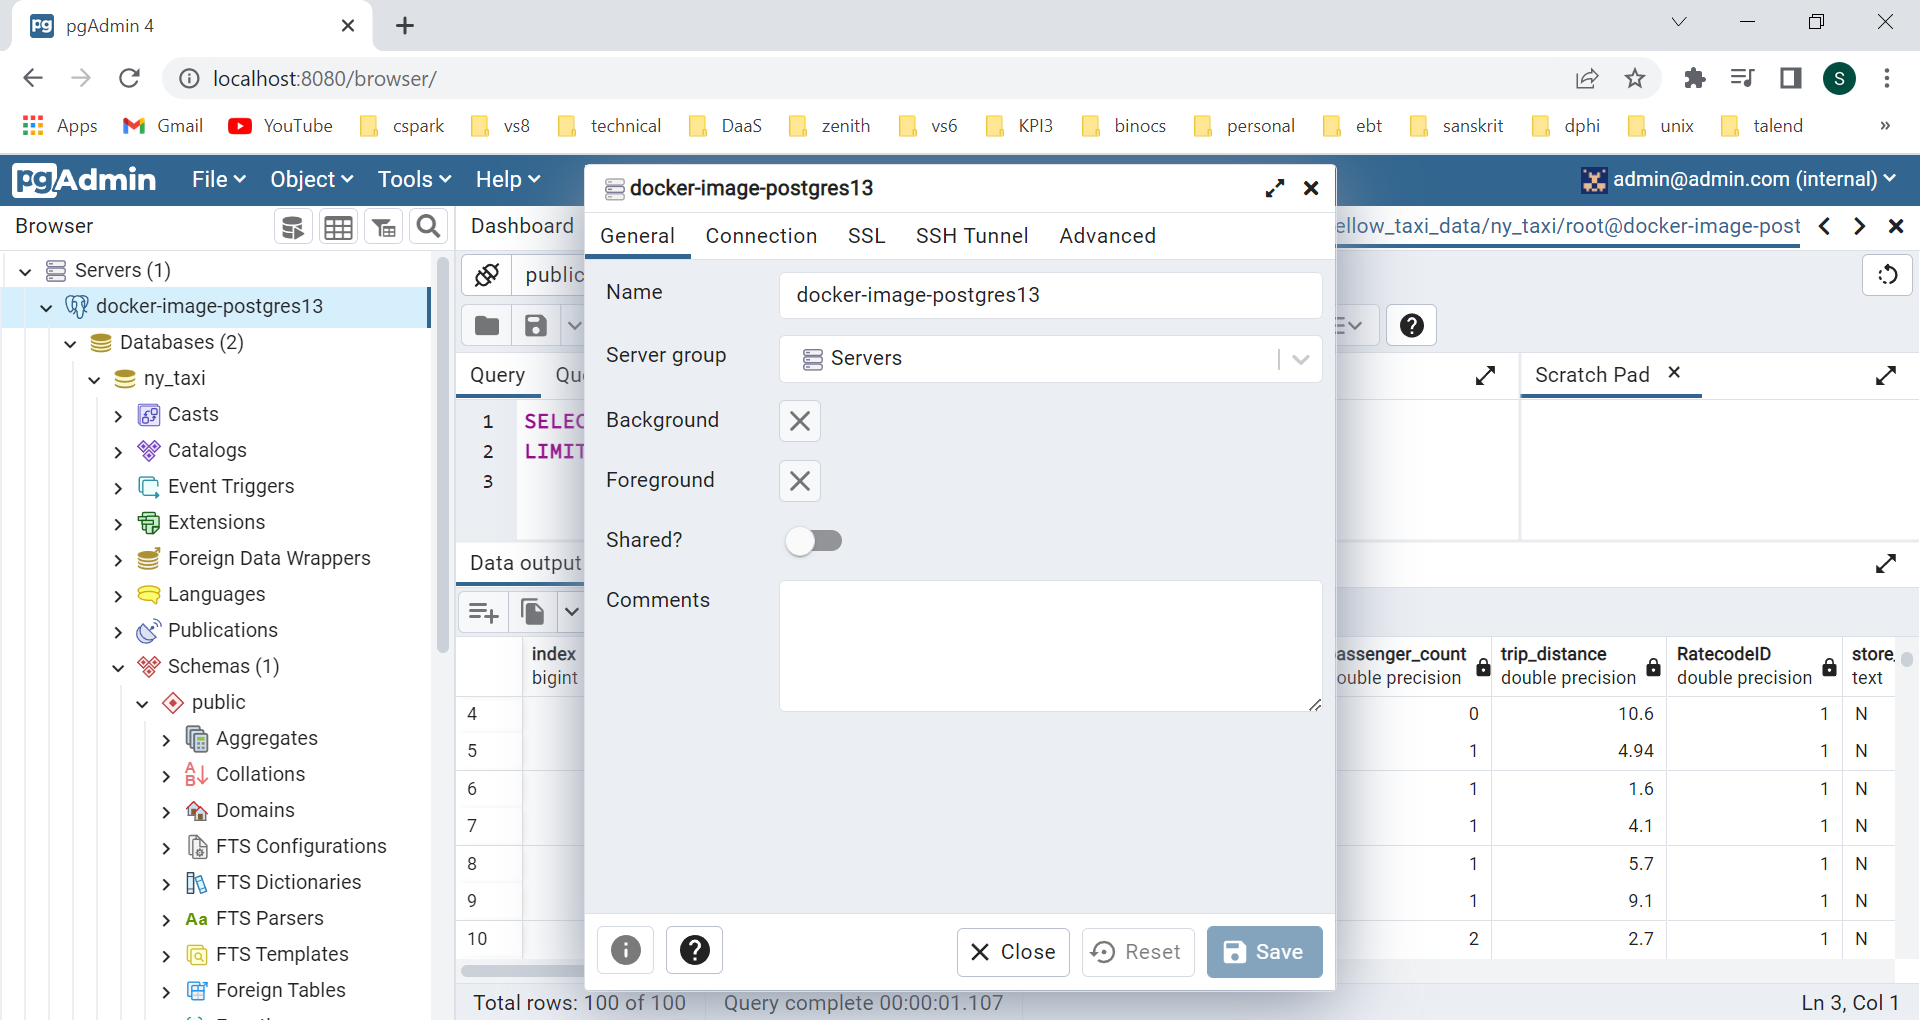 pgAdmin 4
localhost:8080/browser/
S
Apps Gmail YouTube cspark vs8 technical DaaS zenith vs6 KPI3 binocs personal ebt sanskrit dphi unix talend »
pgAdmin File Object Tools Help
admin@admin.com (internal)
Browser
Servers (1)
docker-image-postgres13
Databases (2)
ny_taxi
Casts
Catalogs
Event Triggers
Extensions
Foreign Data Wrappers
Languages
Publications
Schemas (1)
public
Aggregates
Collations
Domains
FTS Configurations
FTS Dictionaries
Aa FTS Parsers
FTS Templates
Foreign Tables
Dashboard
ellow_taxi_data/ny_taxi/root@docker-image-post
public
Query Qu
Scratch Pad
1 SELEC
2 LIMIT
3
Data output
index
bigint
assenger_count
ouble precision
trip_distance
double precision
RatecodeID
double precision
store_
text
4 0 10.6 1 N
5 1 4.94 1 N
6 1 1.6 1 N
7 1 4.1 1 N
8 1 5.7 1 N
9 1 9.1 1 N
10 2 2.7 1 N
Total rows: 100 of 100 Query complete 00:00:01.107
Ln 3, Col 1
docker-image-postgres13
General Connection SSL SSH Tunnel Advanced
Name docker-image-postgres13
Server group Servers
Background
Foreground
Shared?
Comments
Close Reset Save